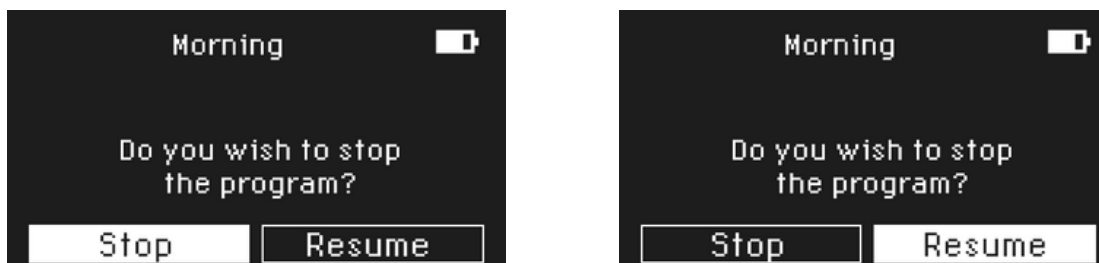 Morning
Do you wish to stop
the program?
Stop Resume
Morning
Do you wish to stop
the program?
Stop Resume